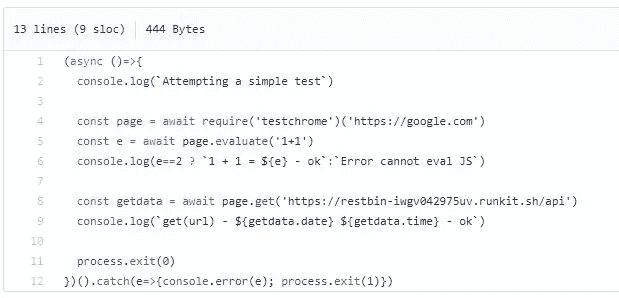 13 lines (9 sloc) 444 Bytes
1 (async ()=>{
2 console.log(`Attempting a simple test`)
3
4 const page = await require('testchrome')('https://google.com')
5 const e = await page.evaluate('1+1')
6 console.log(e==2 ? `1 + 1 = ${e} - ok`:`Error cannot eval JS`)
7
8 const getdata = await page.get('https://restbin-iwgv042975uv.runkit.sh/api')
9 console.log(`get(url) - ${getdata.date} ${getdata.time} - ok`)
10
11 process.exit(0)
12 })().catch(e=>{console.error(e); process.exit(1)})